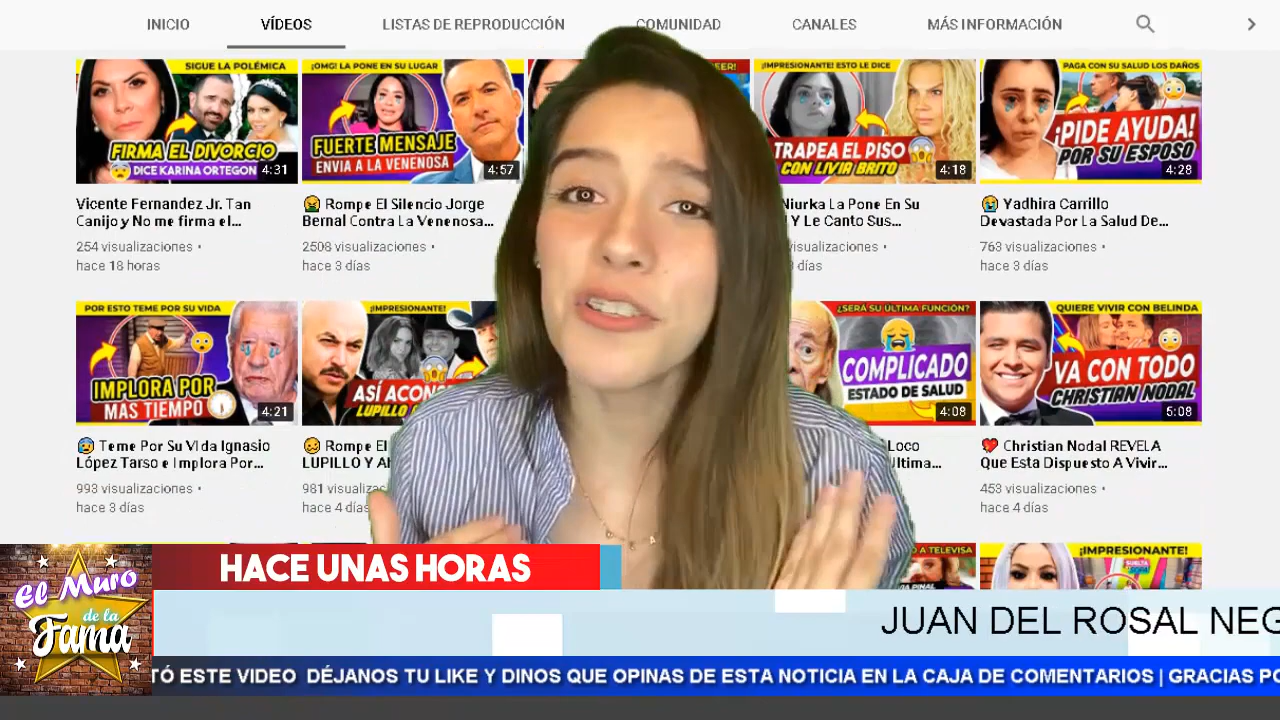 INICIO
VÍDEOS
LISTAS DE REPRODUCCIÓN
COMUNIDAD
CANALES
MÁS INFORMACIÓN
SIGUE LA POLÉMICA
FIRMA EL DIVORCIO
DICE KARINA ORTEGON
4:31
Vicente Fernandez Jr. Tan
Canijo y No me firma el...
254 visualizaciones •
hace 18 horas
¡OMG! LA PONE EN SU LUGAR
FUERTE MENSAJE
ENVIA A LA VENENOSA
4:57
Rompe El Silencio Jorge
Bernal Contra La Venenosa...
2508 visualizaciones •
hace 3 días
¡IMPRESIONANTE! ESTO LE DICE
TRAPEA EL PISO
CON LIVIA BRITO
4:18
Niurka La Pone En Su
Y Le Canto Sus...
visualizaciones •
días
PAGA CON SU SALUD LOS DAÑOS
¡PIDE AYUDA!
POR SU ESPOSO
4:28
Yadhira Carrillo
Devastada Por La Salud De...
763 visualizaciones •
hace 3 días
POR ESTO TEME POR SU VIDA
IMPLORA POR
MÁS TIEMPO
4:21
Teme Por Su Vida Ignasio
López Tarso e Implora Por...
993 visualizaciones •
hace 3 días
¡IMPRESIONANTE!
ASÍ
LUPILLO
Rompe El
LUPILLO Y
981
hace 4 días
¿SERÁ SU ÚLTIMA FUNCIÓN?
COMPLICADO
ESTADO DE SALUD
4:08
Loco
QUIERE VIVIR CON BELINDA
VA CON TODO
CHRISTIAN NODAL
5:08
Christian Nodal REVELA
Que Esta Dispuesto A Vivir...
453 visualizaciones •
hace 4 días
A TELEVISA
¡IMPRESIONANTE!
El Muro
de la
Fama
HACE UNAS HORAS
JUAN DEL ROSAL NEG
TÓ ESTE VIDEO DÉJANOS TU LIKE Y DINOS QUE OPINAS DE ESTA NOTICIA EN LA CAJA DE COMENTARIOS | GRACIAS PO